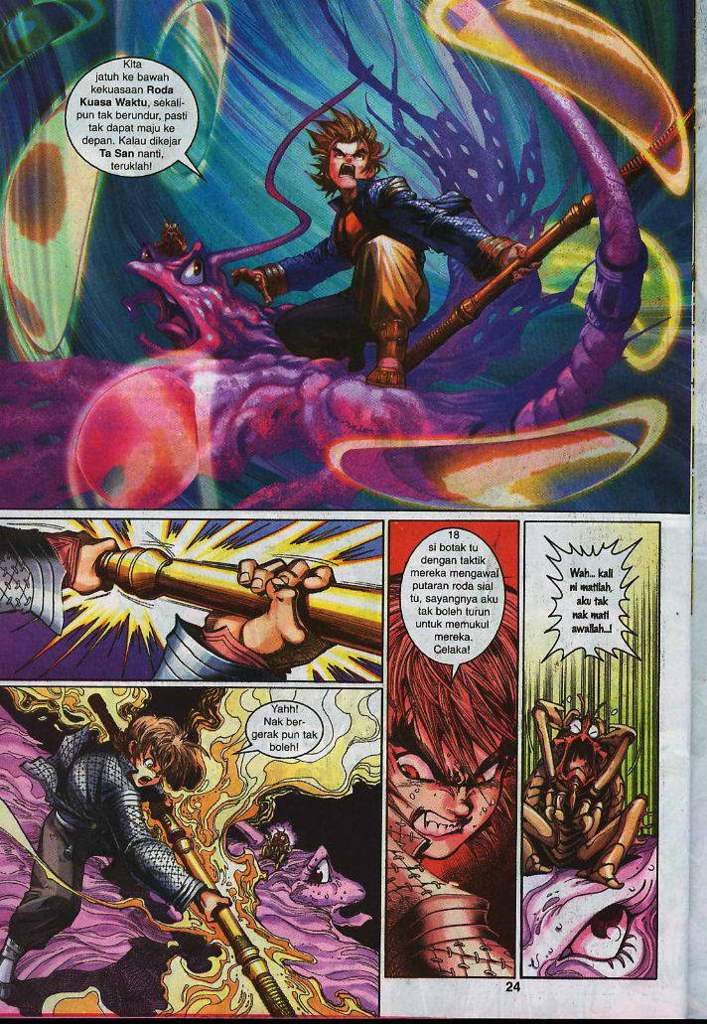 Kita
jatuh ke bawah
kekuasaan Roda
Kuasa Waktu, sekali-
pun tak berundur, pasti
tak dapat maju ke
depan. Kalau dikejar
Ta San nanti,
teruklah!
18
si botak tu
dengan taktik
mereka mengawal
putaran roda sial
tu, sayangnya aku
tak boleh turun
untuk memukul
mereka.
Celaka!
Wah... kali
ni matilah,
aku tak
nak mati
awallah...!
Yahh!
Nak ber-
gerak pun tak
boleh!
24